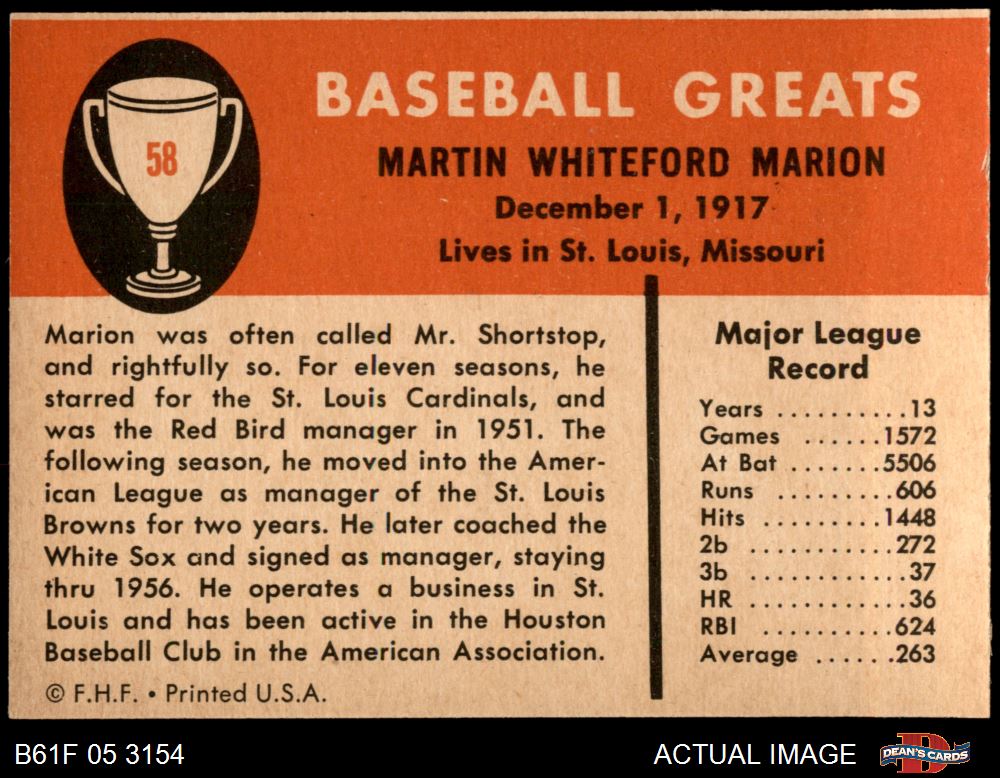 58
BASEBALL GREATS
MARTIN WHITEFORD MARION
December 1, 1917
Lives in St. Louis, Missouri
Marion was often called Mr. Shortstop,
and rightfully so. For eleven seasons, he
starred for the St. Louis Cardinals, and
was the Red Bird manager in 1951. The
following season, he moved into the Amer-
ican League as manager of the St. Louis
Browns for two years. He later coached the
White Sox and signed as manager, staying
thru 1956. He operates a business in St.
Louis and has been active in the Houston
Baseball Club in the American Association.
© F.H.F. • Printed U.S.A.
Major League
Record
Years ..........13
Games ......1572
At Bat .......5506
Runs .........606
Hits .........1448
2b ...........272
3b ............37
HR ............36
RBI ..........624
Average ......263
B61F 05 3154
ACTUAL IMAGE
D
DEAN'S CARDS